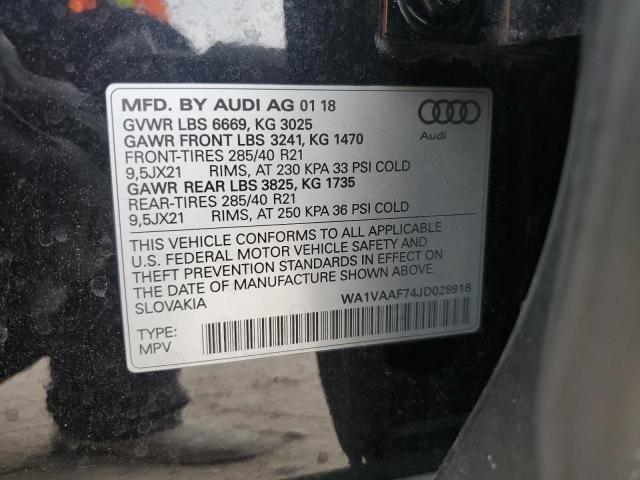 MFD. BY AUDI AG 01 18
GVWR LBS 6669, KG 3025
GAWR FRONT LBS 3241, KG 1470
FRONT-TIRES 285/40 R21
9,5JX21 RIMS, AT 230 KPA 33 PSI COLD
GAWR REAR LBS 3825, KG 1735
REAR-TIRES 285/40 R21
9,5JX21 RIMS, AT 250 KPA 36 PSI COLD
Audi
THIS VEHICLE CONFORMS TO ALL APPLICABLE
U.S. FEDERAL MOTOR VEHICLE SAFETY AND
THEFT PREVENTION STANDARDS IN EFFECT ON
THE DATE OF MANUFACTURE SHOWN ABOVE.
SLOVAKIA
WA1VAAF74JD028918
TYPE:
MPV